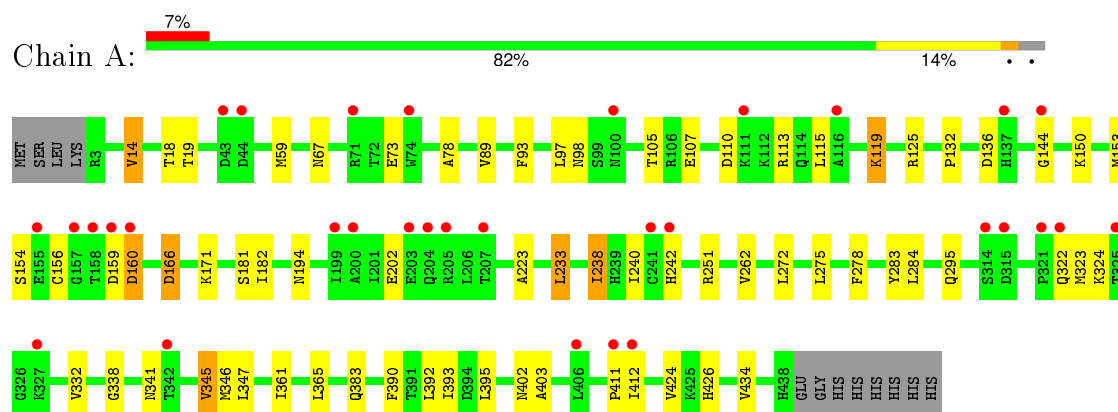 7%
Chain A:
82% 14% • •
MET SER LEU LYS R3 V14 T18 T19 D43 D44 M59 N67 R71 T72 E73 W74 A78 V89 F93 L97 N98 S99 N100 T105 R106 E107 D110 K111 K112 R113 Q114 L115 A116 K119 R125 P132 D136 H137 G144 K150 M153
S154 E155 C156 G157 T158 D159 D160 D166 K171 S181 I182 N194 I199 A200 I201 E202 E203 Q204 R205 L206 T207 A223 L233 I238 H239 I240 C241 H242 R251 V262 L272 L275 F278 Y283 L284 Q295 S314 D315 P321 Q322 M323 K324 T325
G326 K327 V332 G338 N341 T342 V345 M346 L347 I361 L365 Q383 F390 T391 L392 I393 D394 L395 N402 A403 L406 P411 I412 V424 K425 H426 V434 H438 GLU GLY HIS HIS HIS HIS HIS HIS